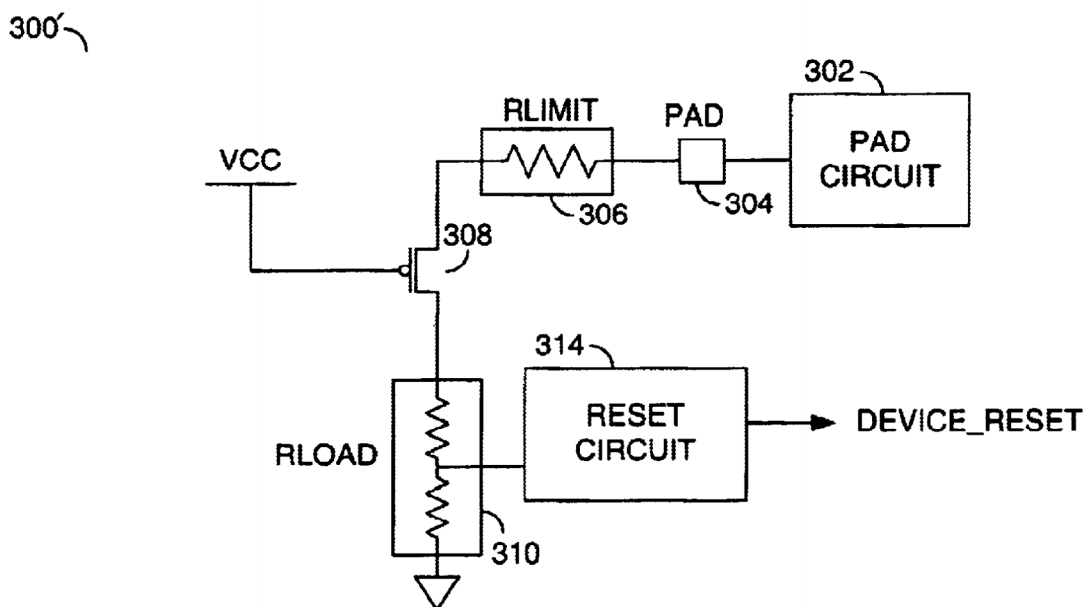 300′
302
RLIMIT
PAD
PAD
CIRCUIT
VCC
306
304
308
314
RESET
CIRCUIT
DEVICE_RESET
RLOAD
310